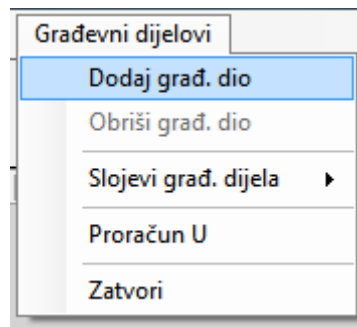 Građevni dijelovi
Dodaj građ. dio
Obriši građ. dio
Slojevi građ. dijela
Proračun U
Zatvori